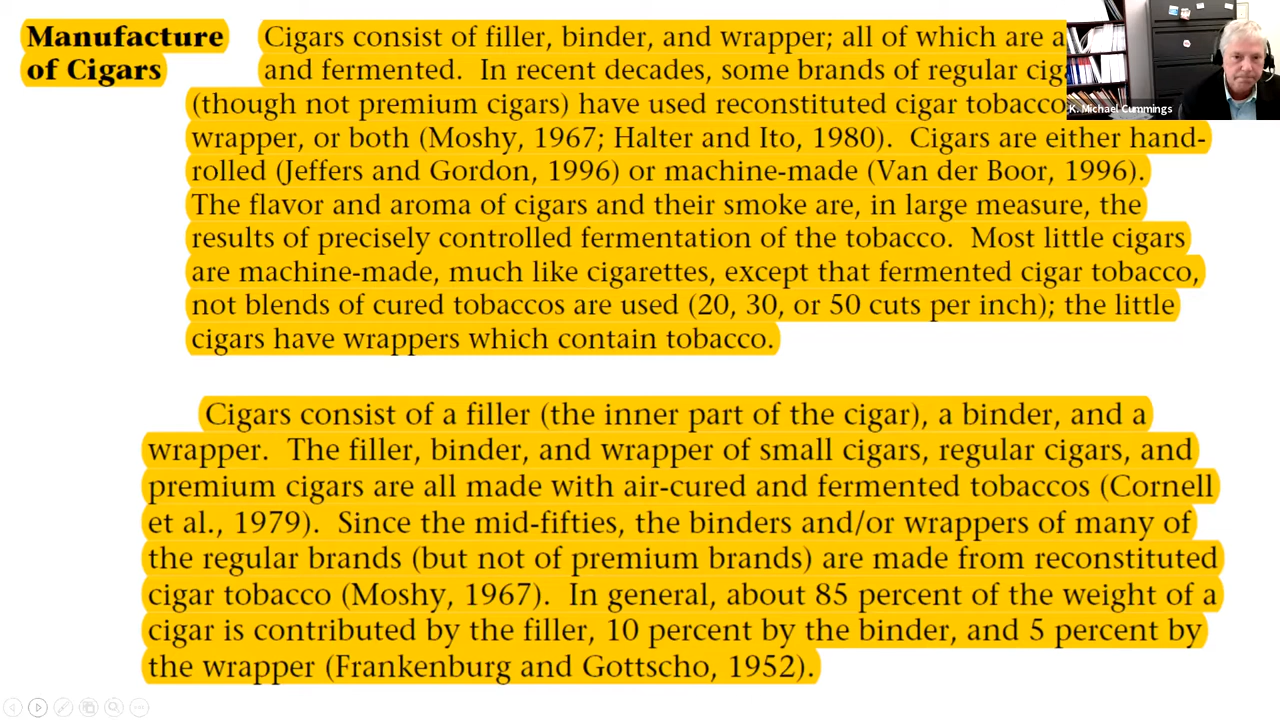 Manufacture
of Cigars
Cigars consist of filler, binder, and wrapper; all of which are a
and fermented. In recent decades, some brands of regular ciga
(though not premium cigars) have used reconstituted cigar tobacco
wrapper, or both (Moshy, 1967; Halter and Ito, 1980). Cigars are either hand-
rolled (Jeffers and Gordon, 1996) or machine-made (Van der Boor, 1996).
The flavor and aroma of cigars and their smoke are, in large measure, the
results of precisely controlled fermentation of the tobacco. Most little cigars
are machine-made, much like cigarettes, except that fermented cigar tobacco,
not blends of cured tobaccos are used (20, 30, or 50 cuts per inch); the little
cigars have wrappers which contain tobacco.
K. Michael Cummings
Cigars consist of a filler (the inner part of the cigar), a binder, and a
wrapper. The filler, binder, and wrapper of small cigars, regular cigars, and
premium cigars are all made with air-cured and fermented tobaccos (Cornell
et al., 1979). Since the mid-fifties, the binders and/or wrappers of many of
the regular brands (but not of premium brands) are made from reconstituted
cigar tobacco (Moshy, 1967). In general, about 85 percent of the weight of a
cigar is contributed by the filler, 10 percent by the binder, and 5 percent by
the wrapper (Frankenburg and Gottscho, 1952).